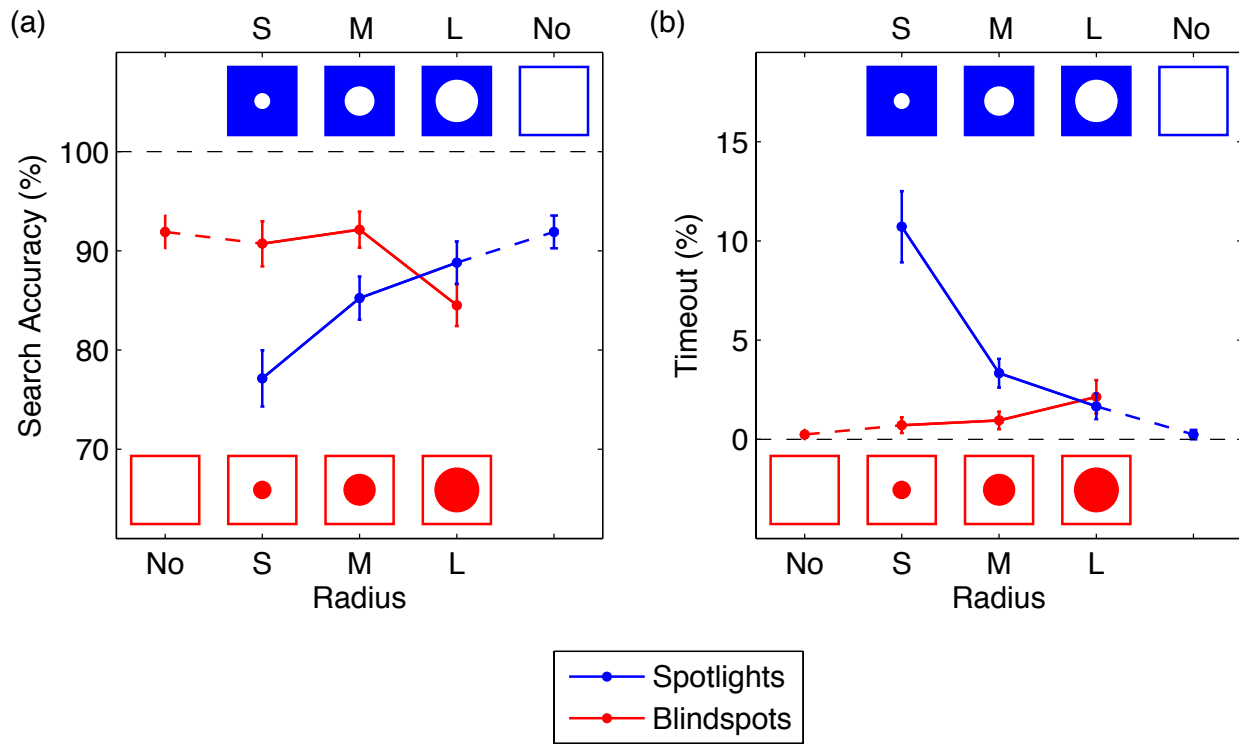 (a)
S M L No
100
90
80
70
Search Accuracy (%)
No S M L
Radius
(b)
S M L No
15
10
5
0
Timeout (%)
No S M L
Radius
Spotlights
Blindspots